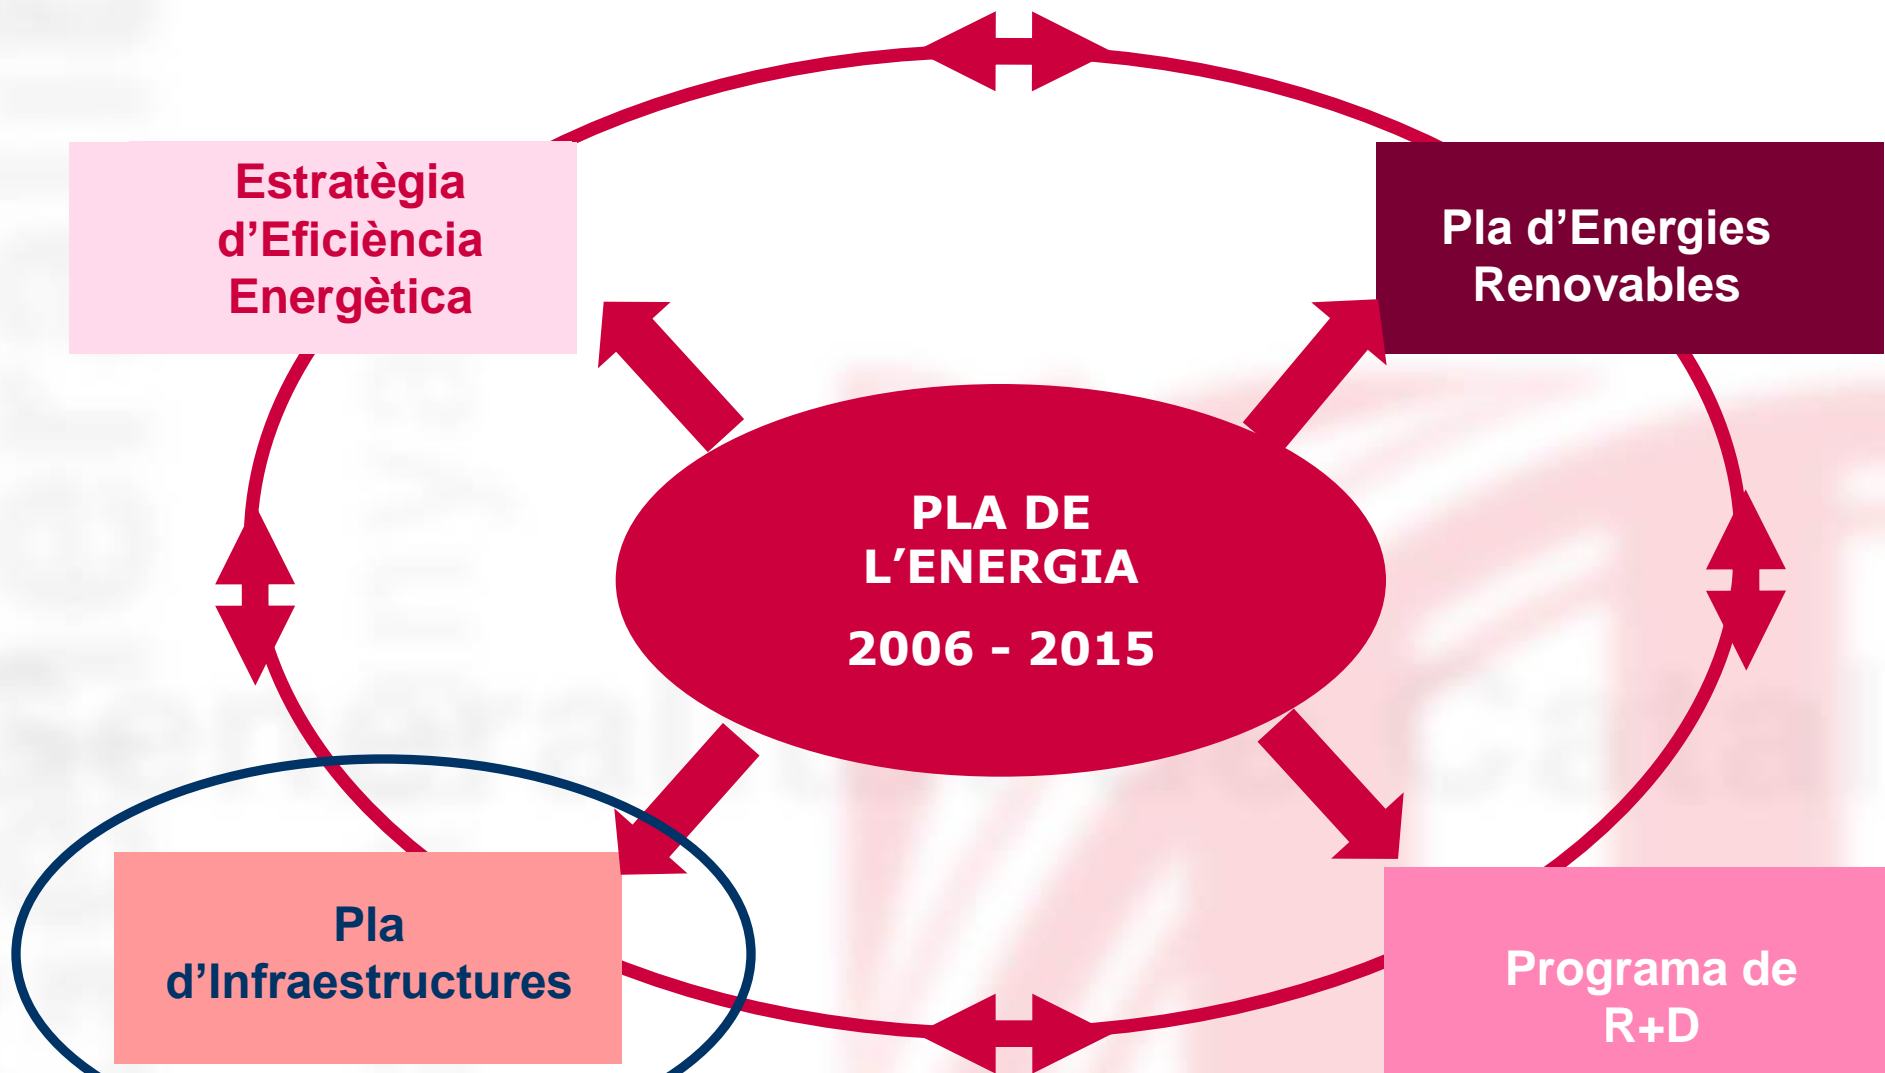 Estratègia
d’Eficiència
Energètica
Pla d’Energies
Renovables
PLA DE
L’ENERGIA
2006 - 2015
Pla
d’Infraestructures
Programa de
R+D